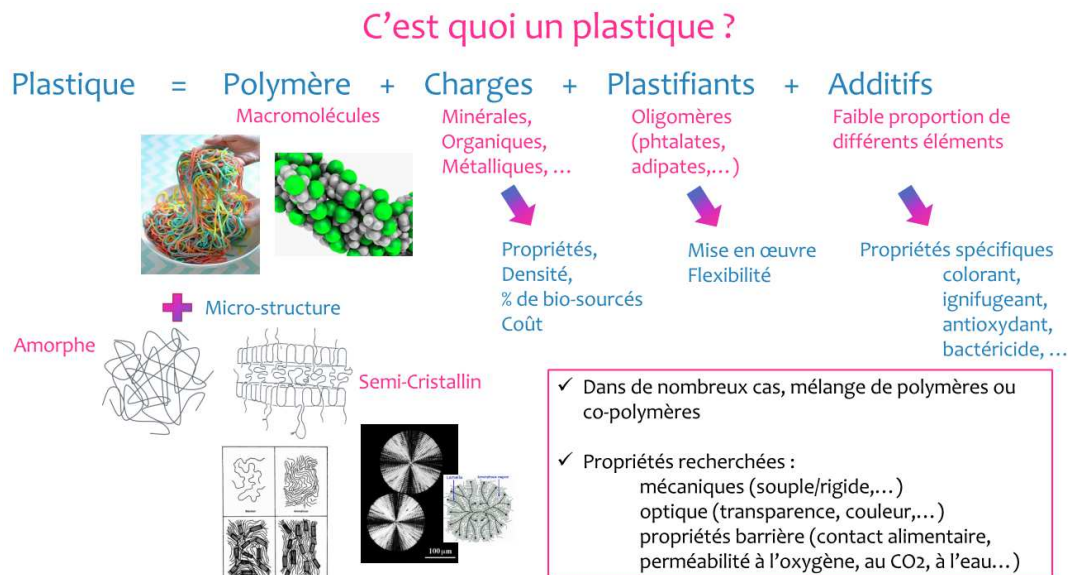 C'est quoi un plastique ?
Plastique = Polymère + Charges + Plastifiants + Additifs
Macromolécules
Minérales,
Organiques,
Métalliques, …
Oligomères
(phtalates,
adipates,…)
Faible proportion de
différents éléments
Propriétés,
Densité,
% de bio-sourcés
Coût
Mise en œuvre
Flexibilité
Propriétés spécifiques
colorant,
ignifugeant,
antioxydant,
bactéricide, …
Micro-structure
Amorphe
Semi-Cristallin
100 μm
✓ Dans de nombreux cas, mélange de polymères ou
co-polymères
✓ Propriétés recherchées :
mécaniques (souple/rigide,…)
optique (transparence, couleur,…)
propriétés barrière (contact alimentaire,
perméabilité à l'oxygène, au CO2, à l'eau…)